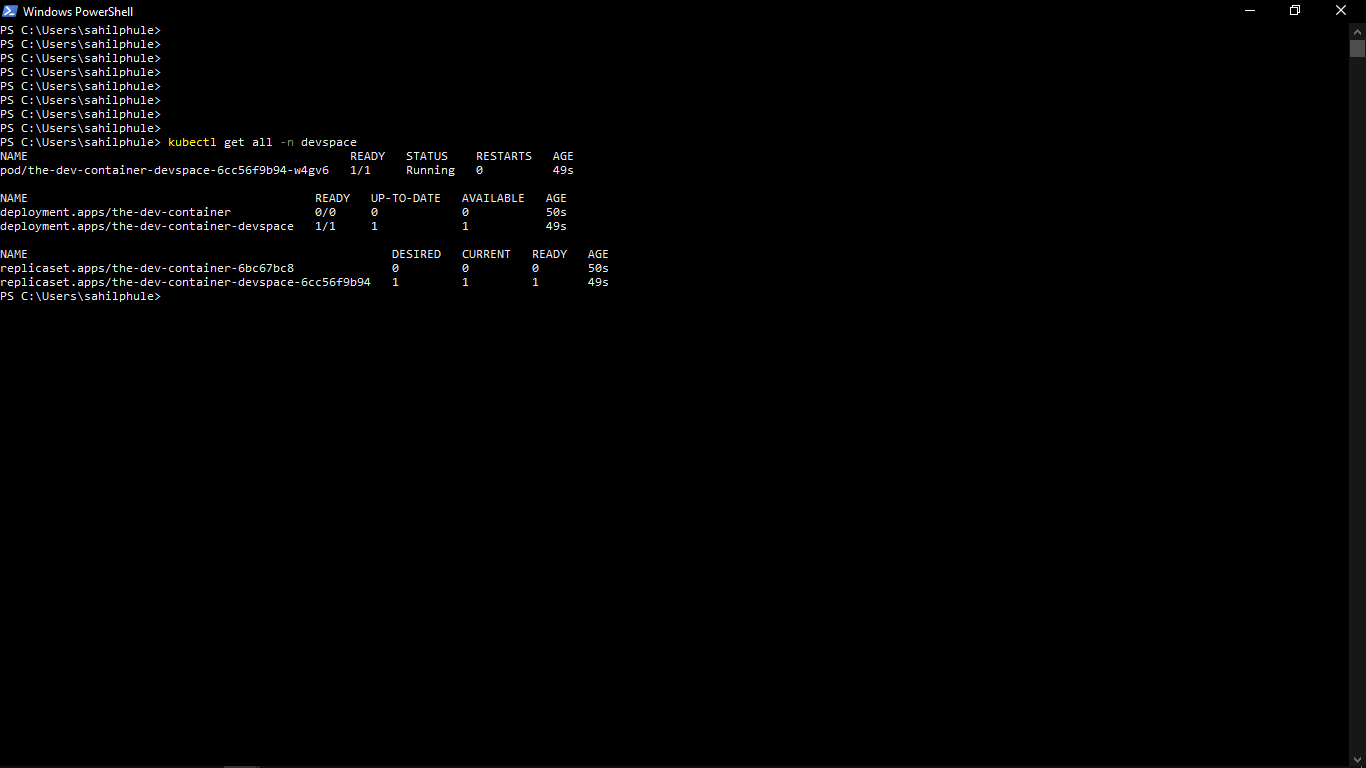 Windows PowerShell
PS C:\Users\sahilphule>
PS C:\Users\sahilphule>
PS C:\Users\sahilphule>
PS C:\Users\sahilphule>
PS C:\Users\sahilphule>
PS C:\Users\sahilphule>
PS C:\Users\sahilphule>
PS C:\Users\sahilphule>
PS C:\Users\sahilphule> kubectl get all -n devspace
NAME READY STATUS RESTARTS AGE
pod/the-dev-container-devspace-6cc56f9b94-w4gv6 1/1 Running 0 49s
NAME READY UP-TO-DATE AVAILABLE AGE
deployment.apps/the-dev-container 0/0 0 0 50s
deployment.apps/the-dev-container-devspace 1/1 1 1 49s
NAME DESIRED CURRENT READY AGE
replicaset.apps/the-dev-container-6bc67bc8 0 0 0 50s
replicaset.apps/the-dev-container-devspace-6cc56f9b94 1 1 1 49s
PS C:\Users\sahilphule>